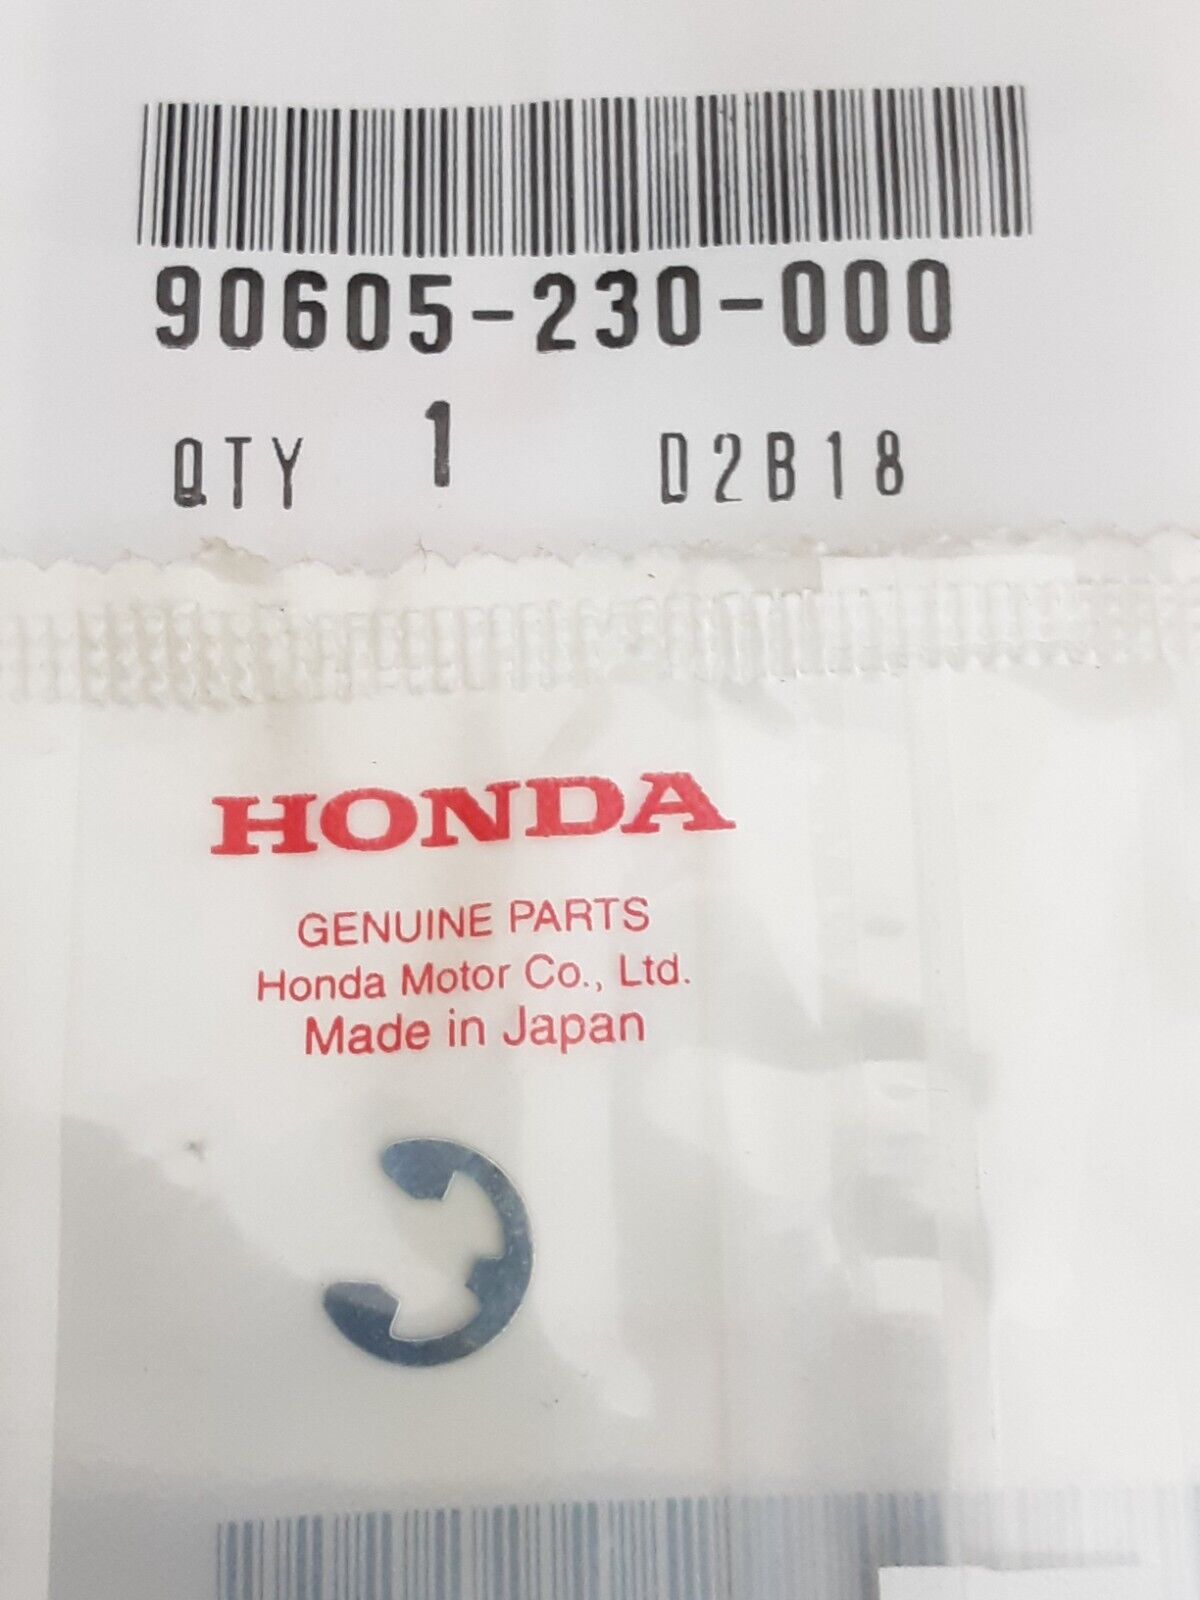 90605-230-000
QTY 1 D2B18
HONDA
GENUINE PARTS
Honda Motor Co., Ltd.
Made in Japan